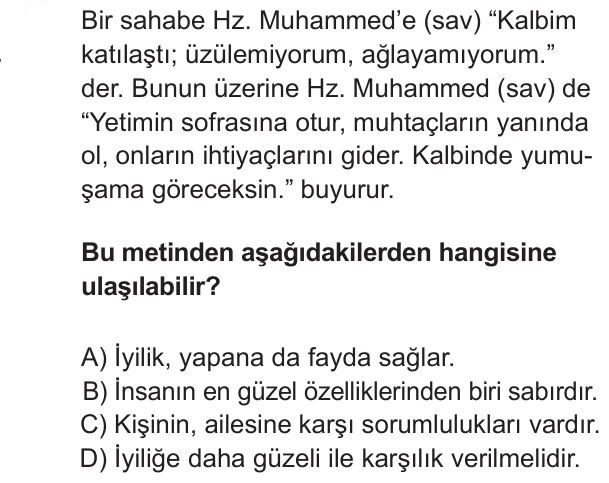 Bir sahabe Hz. Muhammed’e (sav) “Kalbim
katılaştı; üzülemiyorum, ağlayamıyorum.”
der. Bunun üzerine Hz. Muhammed (sav) de
“Yetimin sofrasına otur, muhtaçların yanında
ol, onların ihtiyaçlarını gider. Kalbinde yumu-
şama göreceksin.” buyurur.
Bu metinden aşağıdakilerden hangisine
ulaşılabilir?
A) İyilik, yapana da fayda sağlar.
B) İnsanın en güzel özelliklerinden biri sabırdır.
C) Kişinin, ailesine karşı sorumlulukları vardır.
D) İyiliğe daha güzeli ile karşılık verilmelidir.